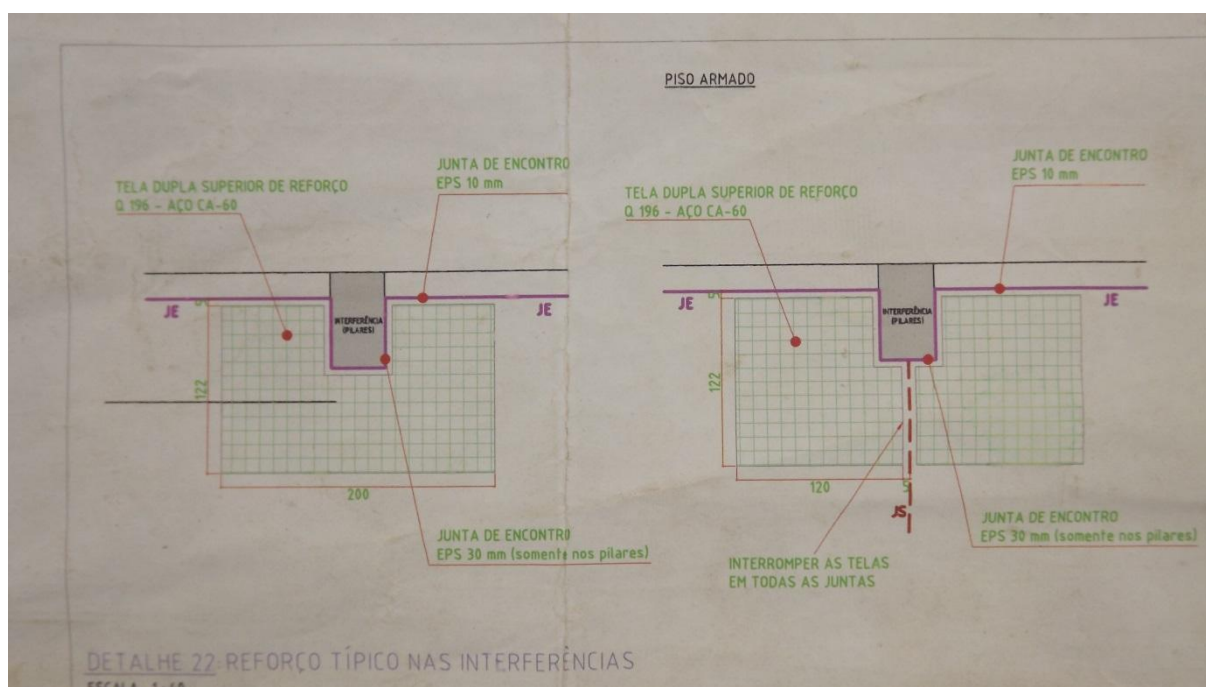 PISO ARMADO
JUNTA DE ENCONTRO
EPS 10 mm
TELA DUPLA SUPERIOR DE REFORÇO
Q 196 - AÇO CA-60
INTERFERÊNCIA
(PILARES)
JE
JE
5
122
200
JUNTA DE ENCONTRO
EPS 30 mm (somente nos pilares)
JUNTA DE ENCONTRO
EPS 10 mm
TELA DUPLA SUPERIOR DE REFORÇO
Q 196 - AÇO CA-60
INTERFERÊNCIA
(PILARES)
JE
JE
5
122
120
5
JS
JUNTA DE ENCONTRO
EPS 30 mm (somente nos pilares)
INTERROMPER AS TELAS
EM TODAS AS JUNTAS
DETALHE 22: REFORÇO TÍPICO NAS INTERFERÊNCIAS